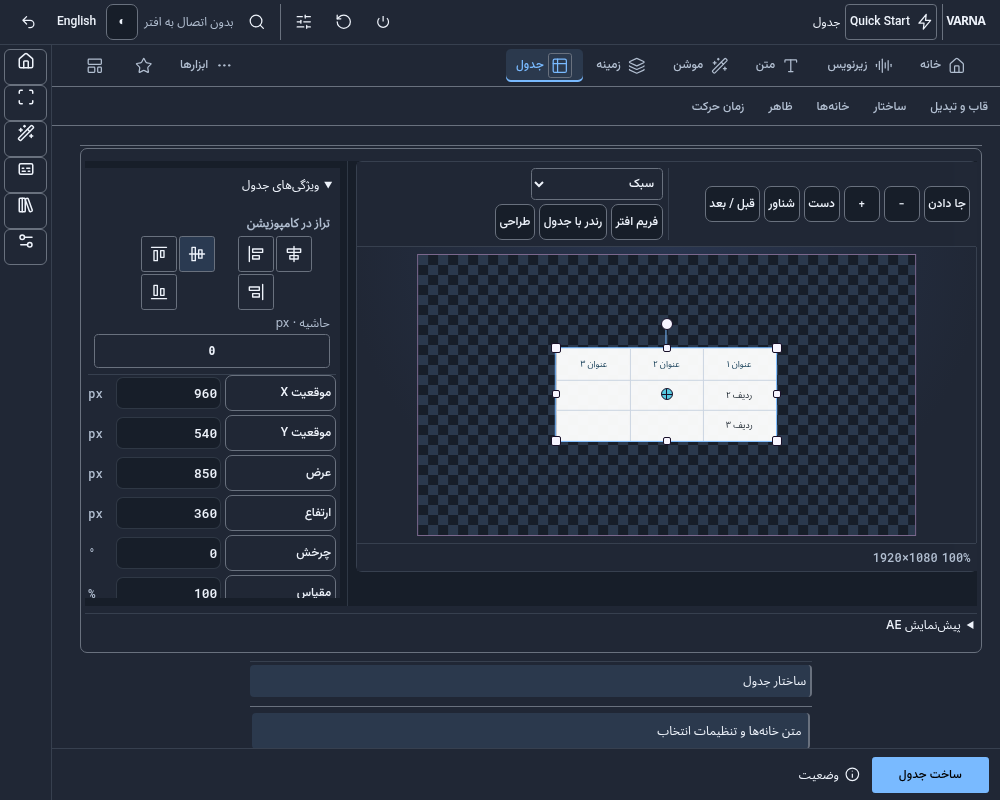 VARNA
Quick Start
جدول
بدون اتصال به افتر
English
خانه
زیرنویس
متن
موشن
زمینه
جدول
ابزارها
قاب و تبدیل
ساختار
خانه‌ها
ظاهر
زمان حرکت
جا دادن
-
+
دست
شناور
قبل / بعد
سبک
فریم افتر
رندر با جدول
طراحی
عنوان ۱
عنوان ۲
عنوان ۳
ردیف ۲
ردیف ۳
1920×1080 100%
ویژگی‌های جدول
تراز در کامپوزیشن
حاشیه · px
0
موقعیت X
960
px
موقعیت Y
540
px
عرض
850
px
ارتفاع
360
px
چرخش
0
°
مقیاس
100
%
پیش‌نمایش AE
ساختار جدول
متن خانه‌ها و تنظیمات انتخاب
ساخت جدول
وضعیت